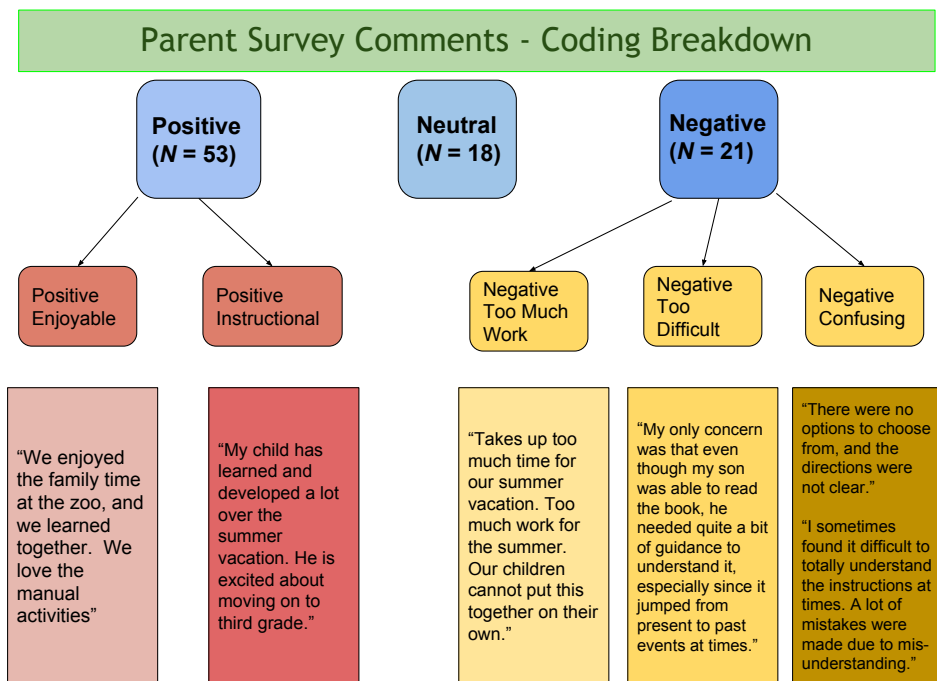 Parent Survey Comments - Coding Breakdown
Positive
(N = 53)
Neutral
(N = 18)
Negative
(N = 21)
Positive
Enjoyable
Positive
Instructional
Negative
Too Much
Work
Negative
Too
Difficult
Negative
Confusing
“We enjoyed
the family time
at the zoo, and
we learned
together.  We
love the
manual
activities”
“My child has
learned and
developed a lot
over the
summer
vacation. He is
excited about
moving on to
third grade.”
“Takes up too
much time for
our summer
vacation. Too
much work for
the summer.
Our children
cannot put this
together on their
own.”
“My only concern
was that even
though my son
was able to read
the book, he
needed quite a bit
of guidance to
understand it,
especially since it
jumped from
present to past
events at times.”
“There were no
options to choose
from, and the
directions were
not clear.”
“I sometimes
found it difficult to
totally understand
the instructions at
times. A lot of
mistakes were
made due to mis-
understanding.”